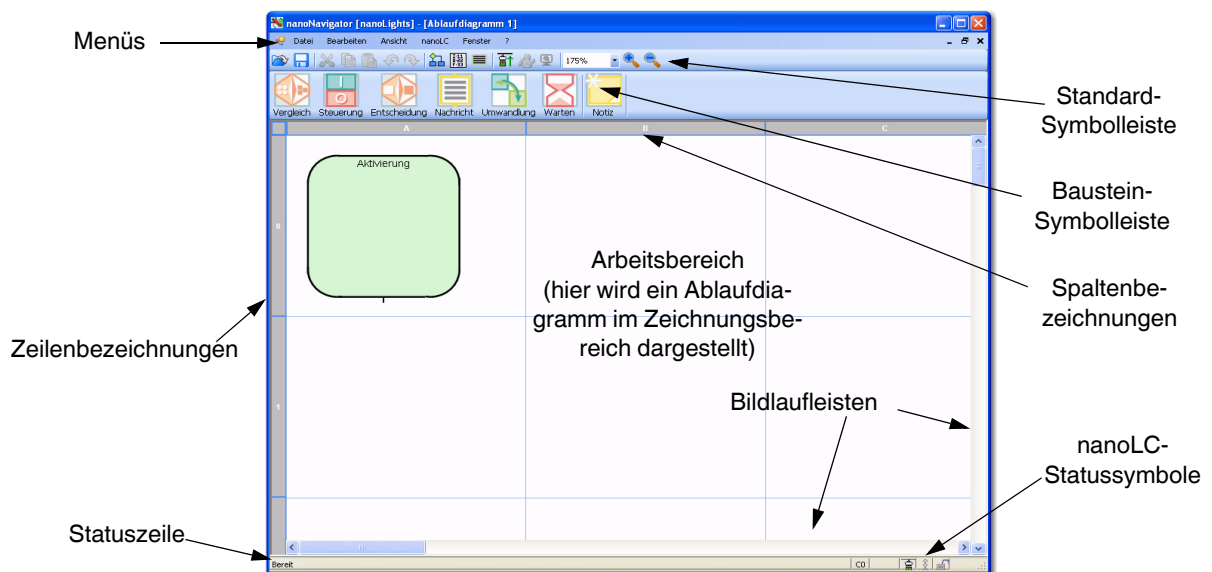 nanoNavigator [nanoLights] - [Ablaufdiagramm 1]
Menüs
Datei Bearbeiten Ansicht nanoLC Fenster ?
175%
Vergleich Steuerung Entscheidung Nachricht Umwandlung Warten Notiz
A B C
Standard-
Symbolleiste
Aktivierung
Baustein-
Symbolleiste
0
Arbeitsbereich
(hier wird ein Ablaufdia-
gramm im Zeichnungsbe-
reich dargestellt)
Spaltenbe-
zeichnungen
Zeilenbezeichnungen
1
Bildlaufleisten
nanoLC-
Statussymbole
Statuszeile
Bereit
C0